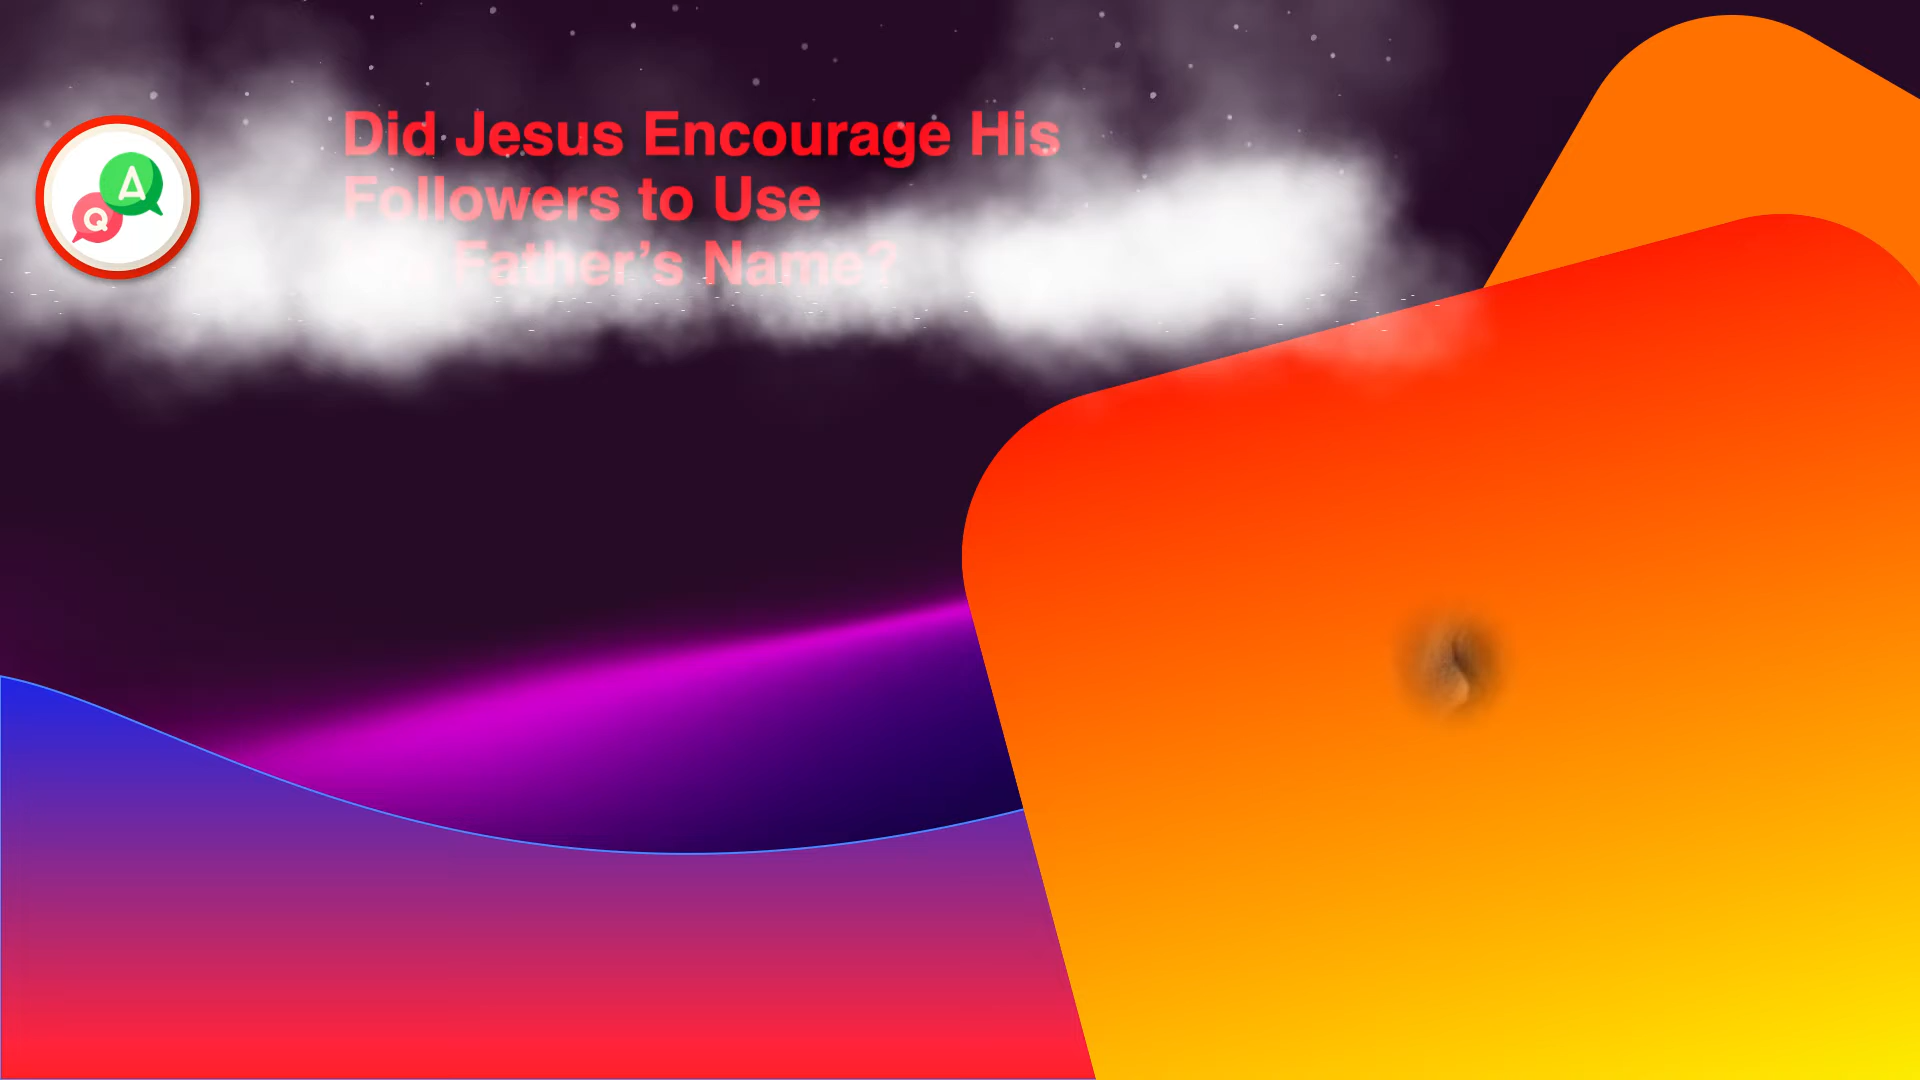 Did Jesus Encourage His
Followers to Use
Father’s Name?
Q
A